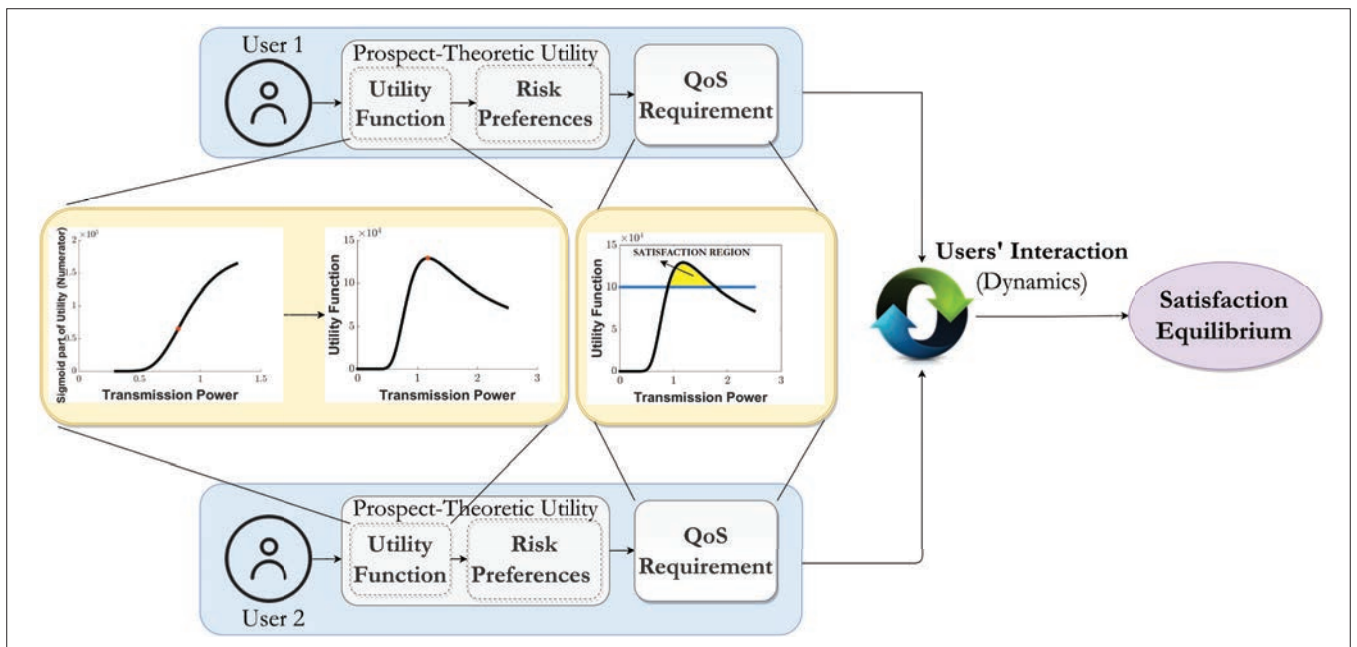 User 1
Prospect-Theoretic Utility
Utility
Function
Risk
Preferences
QoS
Requirement
Sigmoid part of Utility (Numerator)
2
×10⁵
1.5
1
0.5
0
0
0.5
1
1.5
Transmission Power
Utility Function
15
×10⁴
10
5
0
0
1
2
3
Transmission Power
Utility Function
15
×10⁴
SATISFACTION REGION
10
5
0
0
1
2
3
Transmission Power
Users' Interaction
(Dynamics)
Satisfaction
Equilibrium
Prospect-Theoretic Utility
Utility
Function
Risk
Preferences
QoS
Requirement
User 2